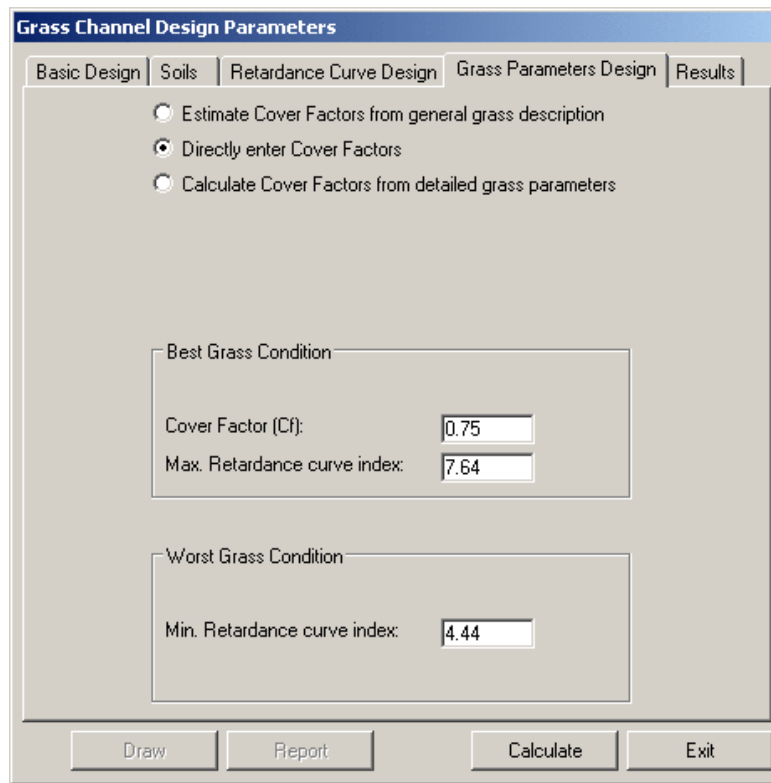 Grass Channel Design Parameters
Basic Design Soils Retardance Curve Design Grass Parameters Design Results
Estimate Cover Factors from general grass description
Directly enter Cover Factors
Calculate Cover Factors from detailed grass parameters
Best Grass Condition
Cover Factor (Cf): 0.75
Max. Retardance curve index: 7.64
Worst Grass Condition
Min. Retardance curve index: 4.44
Draw Report Calculate Exit